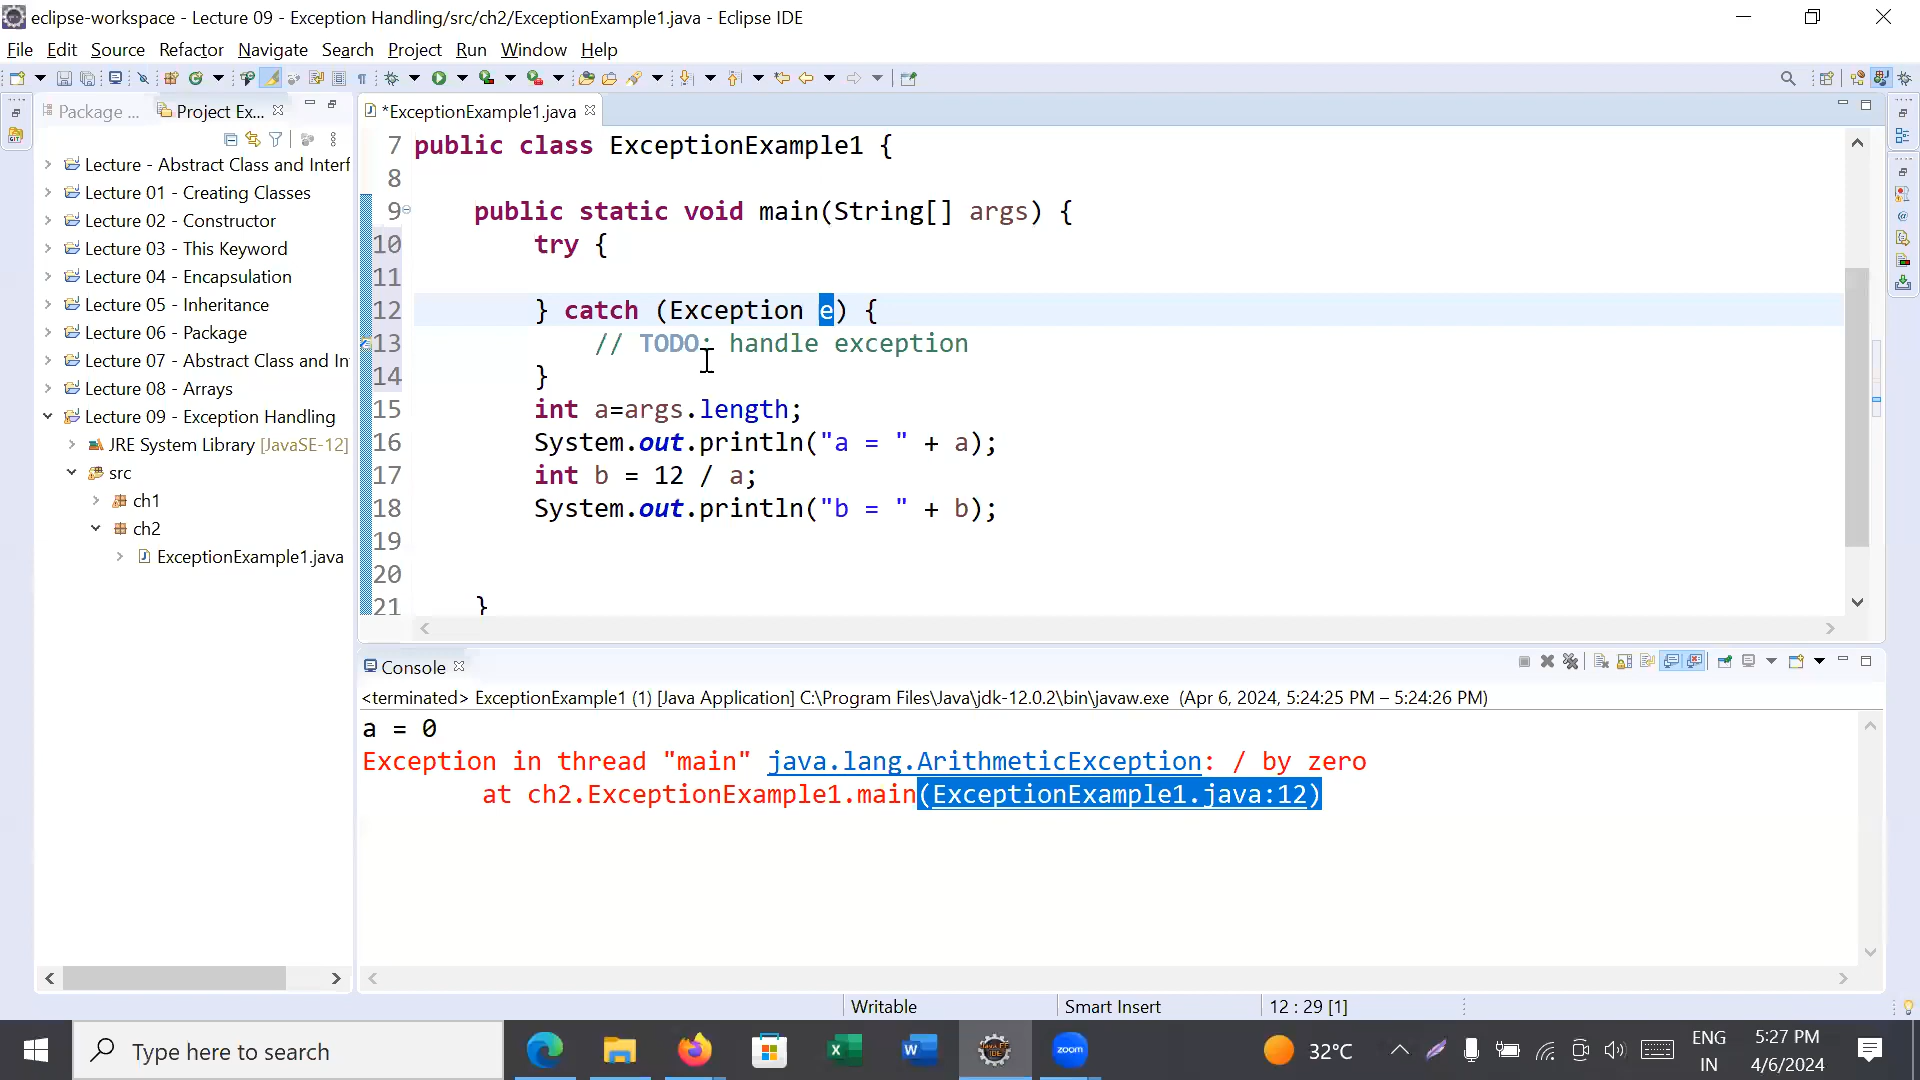 eclipse-workspace - Lecture 09 - Exception Handling/src/ch2/ExceptionExample1.java - Eclipse IDE
File Edit Source Refactor Navigate Search Project Run Window Help
Package ... Project Ex... *ExceptionExample1.java
Lecture - Abstract Class and Interf
Lecture 01 - Creating Classes
Lecture 02 - Constructor
Lecture 03 - This Keyword
Lecture 04 - Encapsulation
Lecture 05 - Inheritance
Lecture 06 - Package
Lecture 07 - Abstract Class and In
Lecture 08 - Arrays
Lecture 09 - Exception Handling
JRE System Library [JavaSE-12]
src
ch1
ch2
ExceptionExample1.java
7 public class ExceptionExample1 {
8
9 public static void main(String[] args) {
10 try {
11
12 } catch (Exception e) {
13 // TODO: handle exception
14 }
15 int a=args.length;
16 System.out.println("a = " + a);
17 int b = 12 / a;
18 System.out.println("b = " + b);
19
20
21 }
Console
<terminated> ExceptionExample1 (1) [Java Application] C:\Program Files\Java\jdk-12.0.2\bin\javaw.exe (Apr 6, 2024, 5:24:25 PM – 5:24:26 PM)
a = 0
Exception in thread "main" java.lang.ArithmeticException: / by zero
at ch2.ExceptionExample1.main(ExceptionExample1.java:12)
Writable Smart Insert 12 : 29 [1]
Type here to search
zoom
32°C
ENG
IN
5:27 PM
4/6/2024